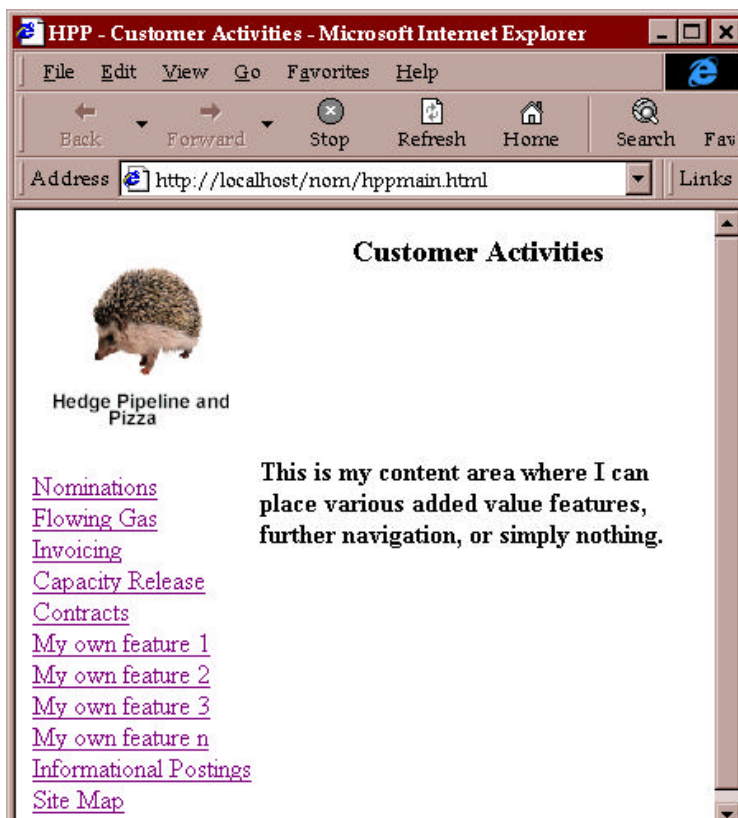 HPP - Customer Activities - Microsoft Internet Explorer
File Edit View Go Favorites Help
Back Forward Stop Refresh Home Search Fav
Address http://localhost/nom/hppmain.html Links
Customer Activities
Hedge Pipeline and
Pizza
Nominations
Flowing Gas
Invoicing
Capacity Release
Contracts
My own feature 1
My own feature 2
My own feature 3
My own feature n
Informational Postings
Site Map
This is my content area where I can
place various added value features,
further navigation, or simply nothing.